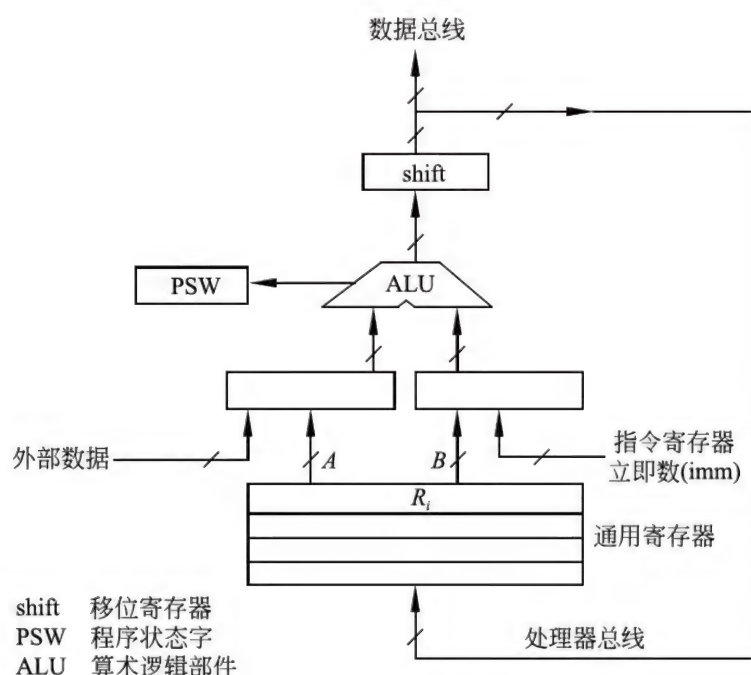 数据总线
shift
PSW
ALU
外部数据
A
B
指令寄存器
立即数(imm)
Ri
通用寄存器
shift 移位寄存器
PSW 程序状态字
ALU 算术逻辑部件
处理器总线